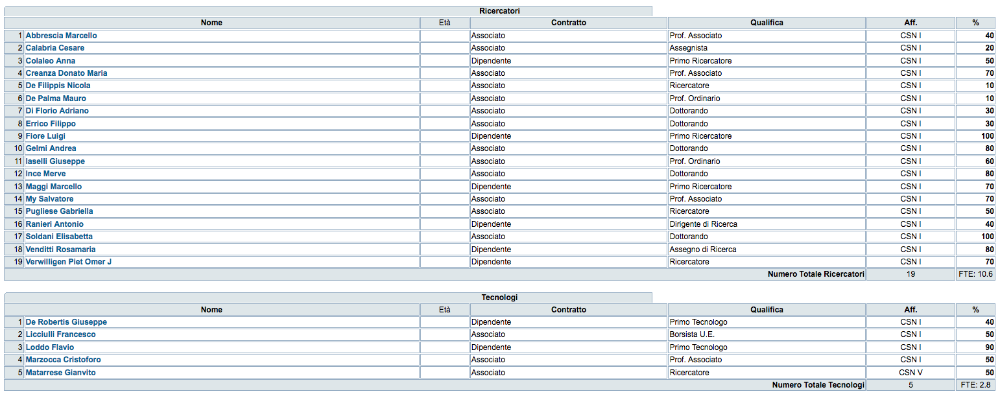 Ricercatori
Nome Età Contratto Qualifica Aff. %
1 Abbrescia Marcello Associato Prof. Associato CSN I 40
2 Calabria Cesare Associato Assegnista CSN I 20
3 Colaleo Anna Dipendente Primo Ricercatore CSN I 50
4 Creanza Donato Maria Associato Prof. Associato CSN I 70
5 De Filippis Nicola Associato Ricercatore CSN I 10
6 De Palma Mauro Associato Prof. Ordinario CSN I 10
7 Di Florio Adriano Associato Dottorando CSN I 30
8 Errico Filippo Associato Dottorando CSN I 30
9 Fiore Luigi Dipendente Primo Ricercatore CSN I 100
10 Gelmi Andrea Associato Dottorando CSN I 80
11 Iaselli Giuseppe Associato Prof. Ordinario CSN I 60
12 Ince Merve Associato Dottorando CSN I 80
13 Maggi Marcello Dipendente Primo Ricercatore CSN I 70
14 My Salvatore Associato Prof. Associato CSN I 70
15 Pugliese Gabriella Associato Ricercatore CSN I 50
16 Ranieri Antonio Dipendente Dirigente di Ricerca CSN I 40
17 Soldani Elisabetta Associato Dottorando CSN I 100
18 Venditti Rosamaria Dipendente Assegno di Ricerca CSN I 80
19 Verwilligen Piet Omer J Dipendente Ricercatore CSN I 70
Numero Totale Ricercatori 19 FTE: 10.6
Tecnologi
Nome Età Contratto Qualifica Aff. %
1 De Robertis Giuseppe Dipendente Primo Tecnologo CSN I 40
2 Licciulli Francesco Associato Borsista U.E. CSN I 50
3 Loddo Flavio Dipendente Primo Tecnologo CSN I 90
4 Marzocca Cristoforo Associato Prof. Associato CSN I 50
5 Matarrese Gianvito Associato Ricercatore CSN V 50
Numero Totale Tecnologi 5 FTE: 2.8